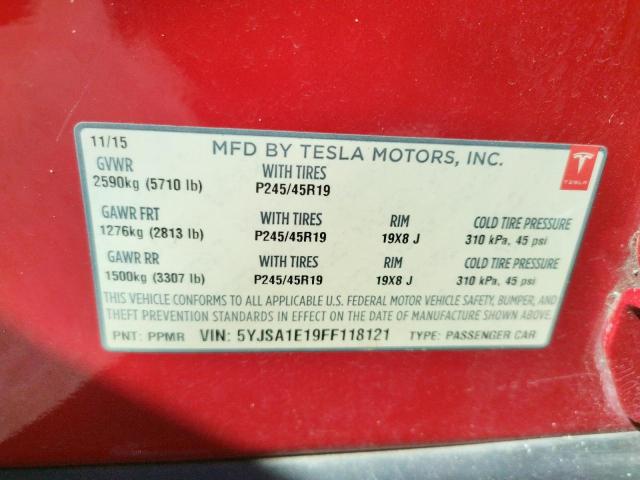 11/15 MFD BY TESLA MOTORS, INC.
GVWR WITH TIRES
2590kg (5710 lb) P245/45R19
TESLA
GAWR FRT WITH TIRES RIM COLD TIRE PRESSURE
1276kg (2813 lb) P245/45R19 19X8 J 310 kPa, 45 psi
GAWR RR WITH TIRES RIM COLD TIRE PRESSURE
1500kg (3307 lb) P245/45R19 19X8 J 310 kPa, 45 psi
THIS VEHICLE CONFORMS TO ALL APPLICABLE U.S. FEDERAL MOTOR VEHICLE SAFETY, BUMPER, AND
THEFT PREVENTION STANDARDS IN EFFECT ON THE DATE OF MANUFACTURE SHOWN ABOVE.
PNT: PPMR VIN: 5YJSA1E19FF118121 TYPE: PASSENGER CAR